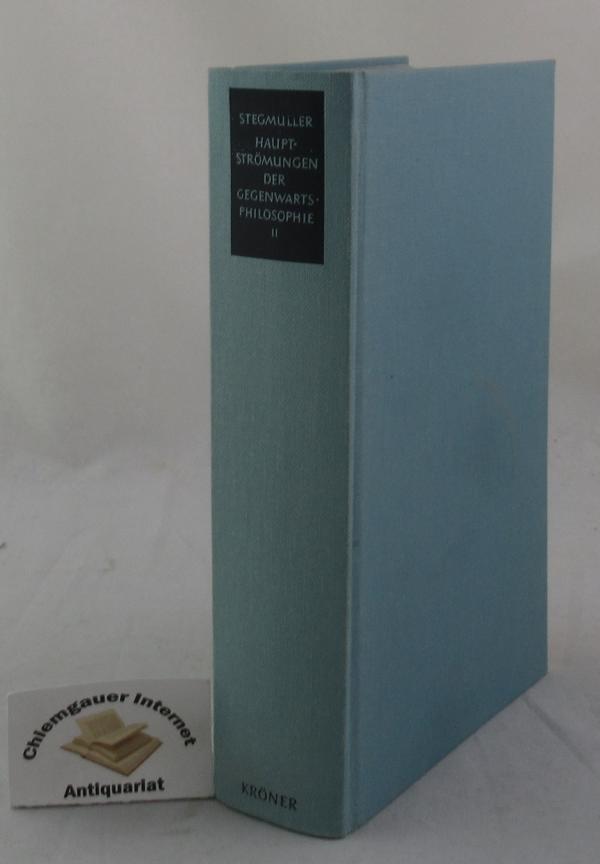 STEGMÜLLER
HAUPT-
STRÖMUNGEN
DER
GEGENWARTS-
PHILOSOPHIE
II
KRÖNER
Chiemgauer Internet
Antiquariat